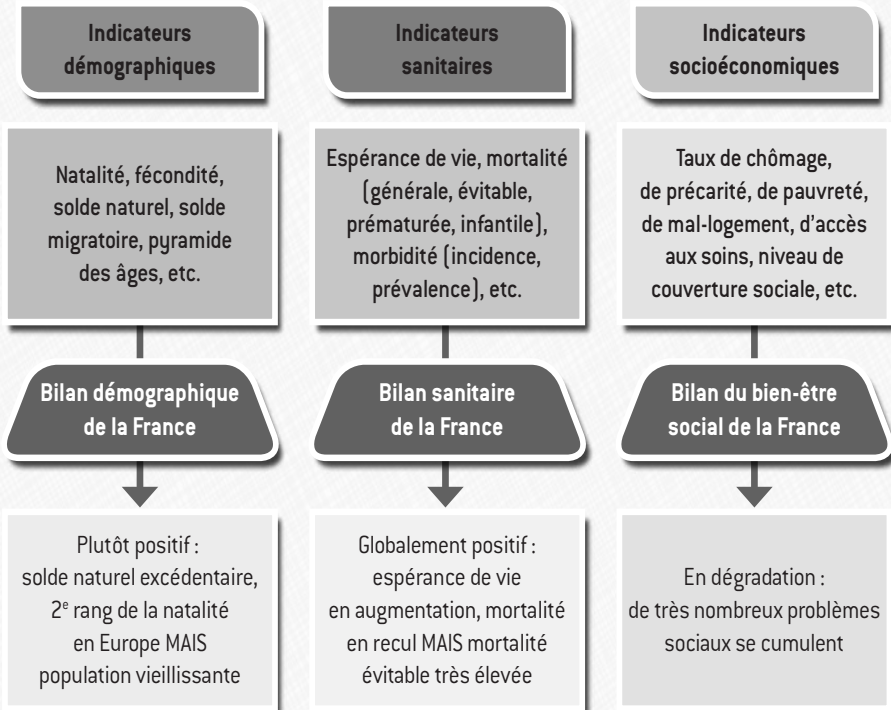 Indicateurs
démographiques
Indicateurs
sanitaires
Indicateurs
socioéconomiques
Natalité, fécondité,
solde naturel, solde
migratoire, pyramide
des âges, etc.
Espérance de vie, mortalité
(générale, évitable,
prématurée, infantile),
morbidité (incidence,
prévalence), etc.
Taux de chômage,
de précarité, de pauvreté,
de mal-logement, d’accès
aux soins, niveau de
couverture sociale, etc.
Bilan démographique
de la France
Bilan sanitaire
de la France
Bilan du bien-être
social de la France
Plutôt positif :
solde naturel excédentaire,
2e rang de la natalité
en Europe MAIS
population vieillissante
Globalement positif :
espérance de vie
en augmentation, mortalité
en recul MAIS mortalité
évitable très élevée
En dégradation :
de très nombreux problèmes
sociaux se cumulent